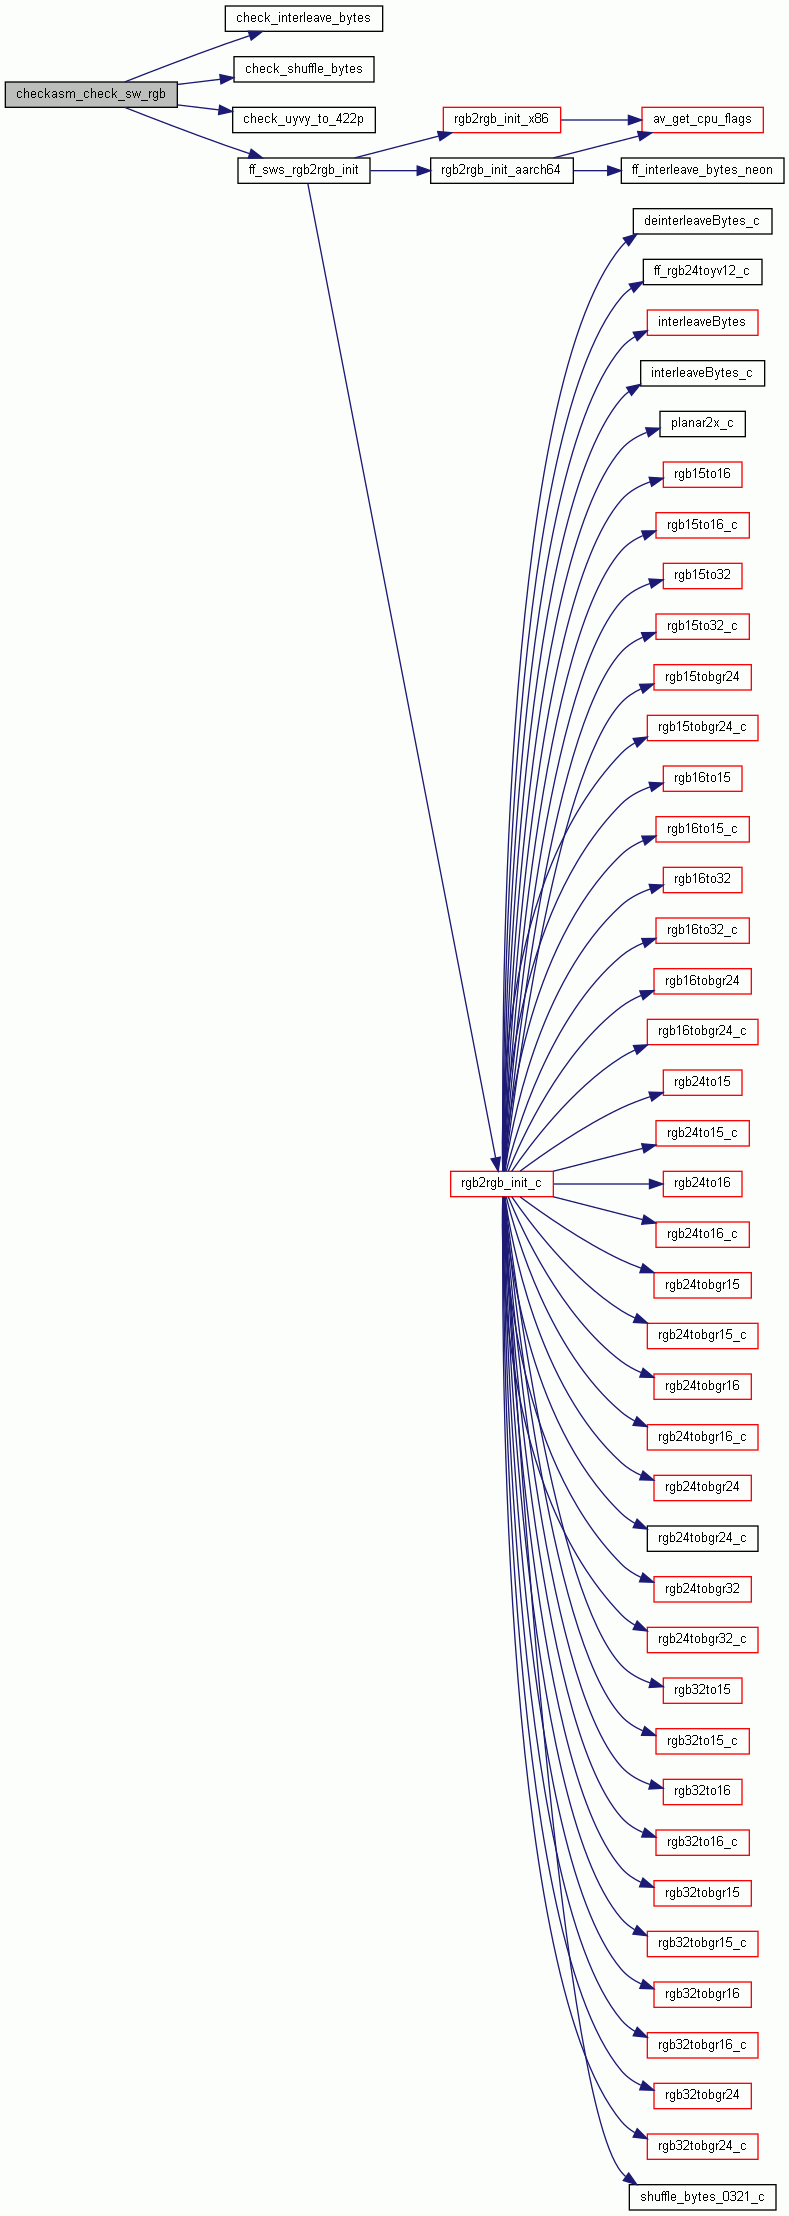 check_interleave_bytes
check_shuffle_bytes
checkasm_check_sw_rgb
check_uyvy_to_422p
rgb2rgb_init_x86
av_get_cpu_flags
ff_sws_rgb2rgb_init
rgb2rgb_init_aarch64
ff_interleave_bytes_neon
deinterleaveBytes_c
ff_rgb24toyv12_c
interleaveBytes
interleaveBytes_c
planar2x_c
rgb15to16
rgb15to16_c
rgb15to32
rgb15to32_c
rgb15tobgr24
rgb15tobgr24_c
rgb16to15
rgb16to15_c
rgb16to32
rgb16to32_c
rgb16tobgr24
rgb16tobgr24_c
rgb24to15
rgb24to15_c
rgb2rgb_init_c
rgb24to16
rgb24to16_c
rgb24tobgr15
rgb24tobgr15_c
rgb24tobgr16
rgb24tobgr16_c
rgb24tobgr24
rgb24tobgr24_c
rgb24tobgr32
rgb24tobgr32_c
rgb32to15
rgb32to15_c
rgb32to16
rgb32to16_c
rgb32tobgr15
rgb32tobgr15_c
rgb32tobgr16
rgb32tobgr16_c
rgb32tobgr24
rgb32tobgr24_c
shuffle_bytes_0321_c